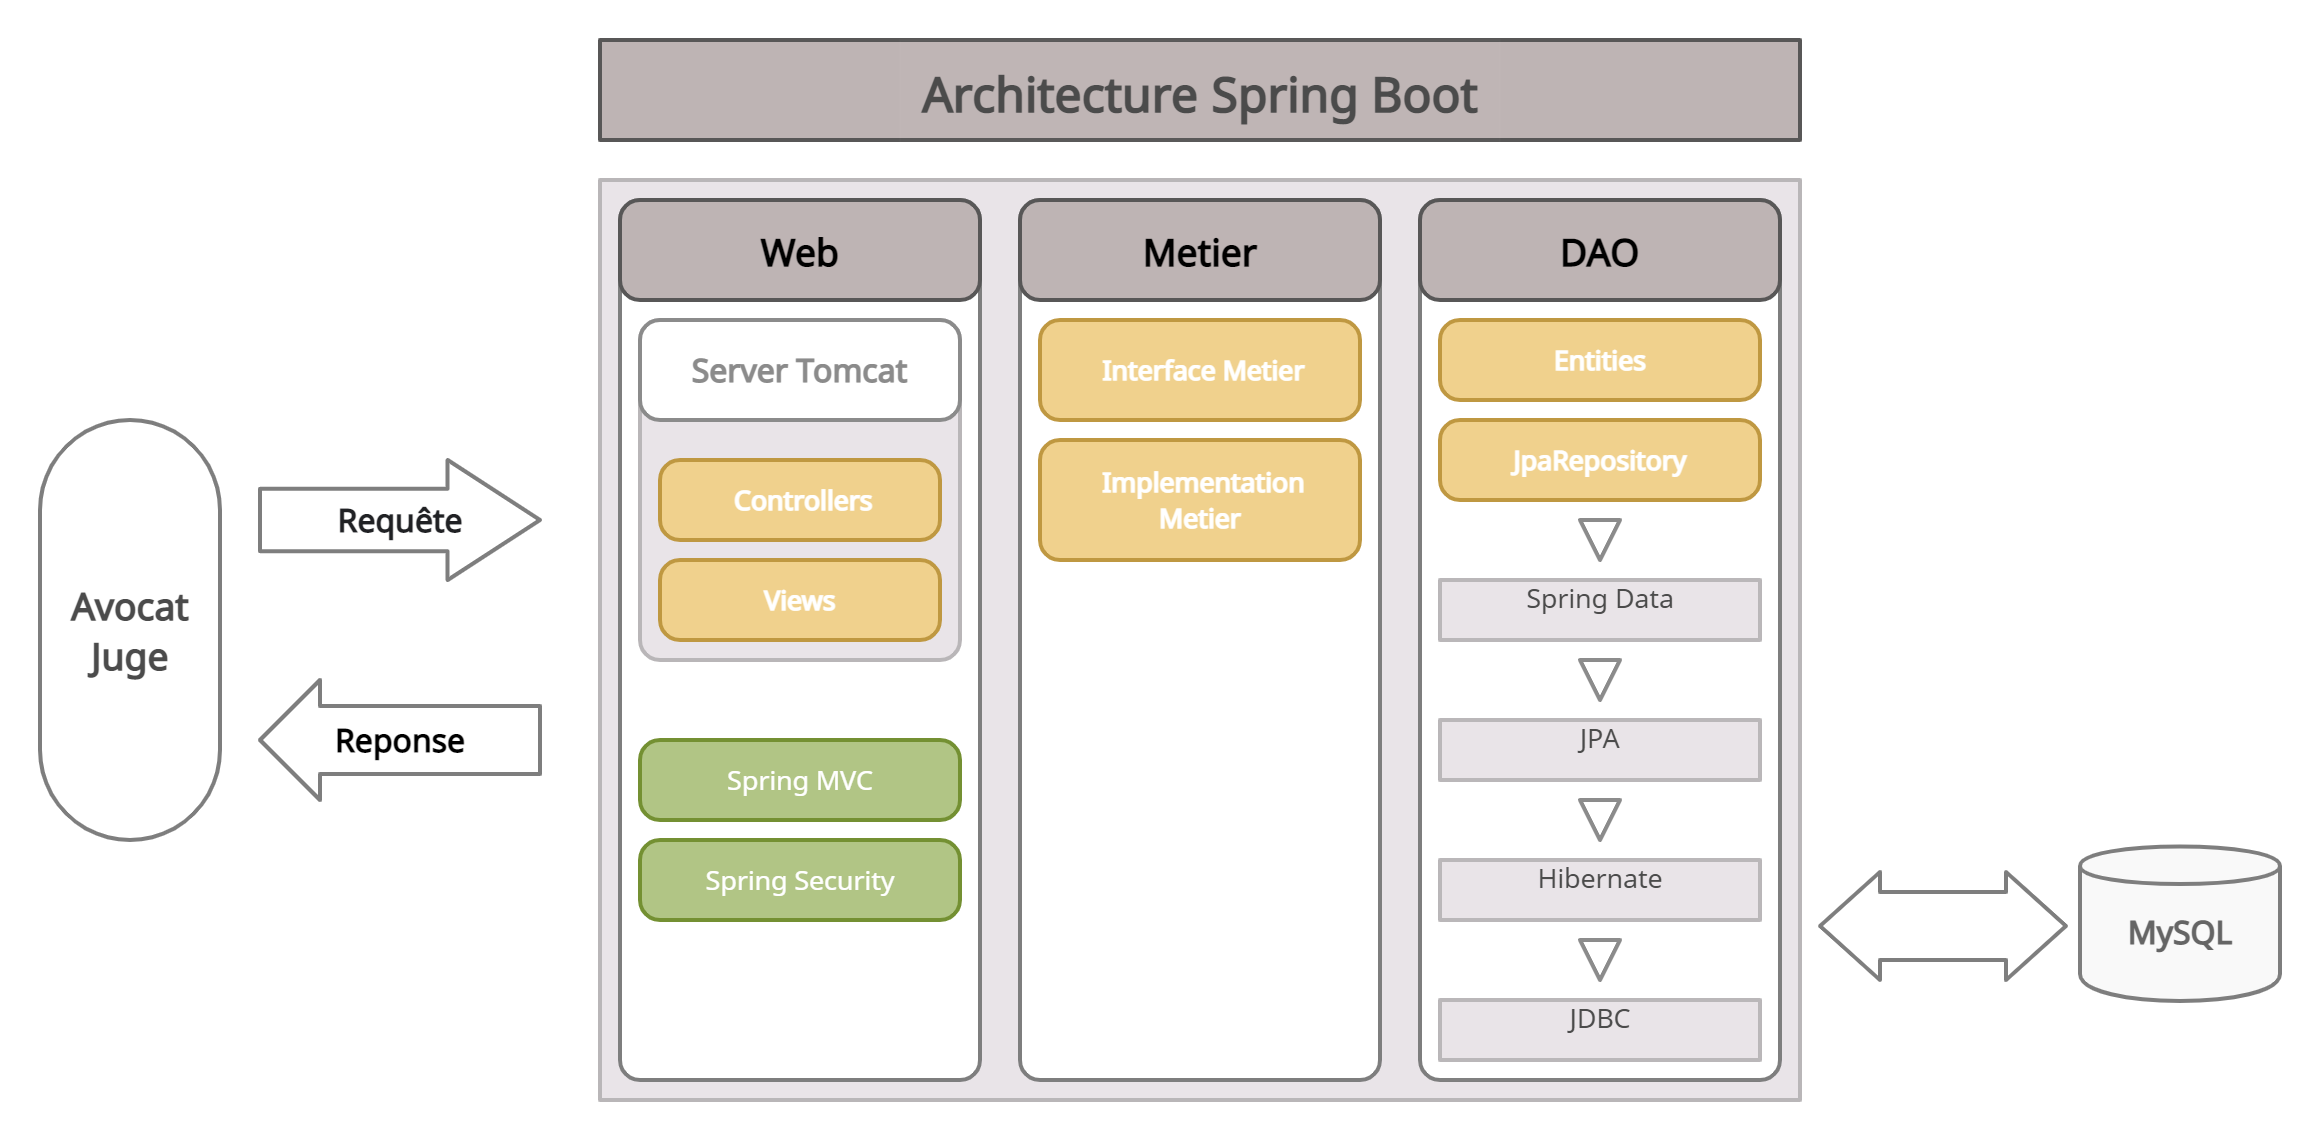 Architecture Spring Boot
Avocat
Juge
Requête
Reponse
Web
Server Tomcat
Controllers
Views
Spring MVC
Spring Security
Metier
Interface Metier
Implementation
Metier
DAO
Entities
JpaRepository
Spring Data
JPA
Hibernate
JDBC
MySQL